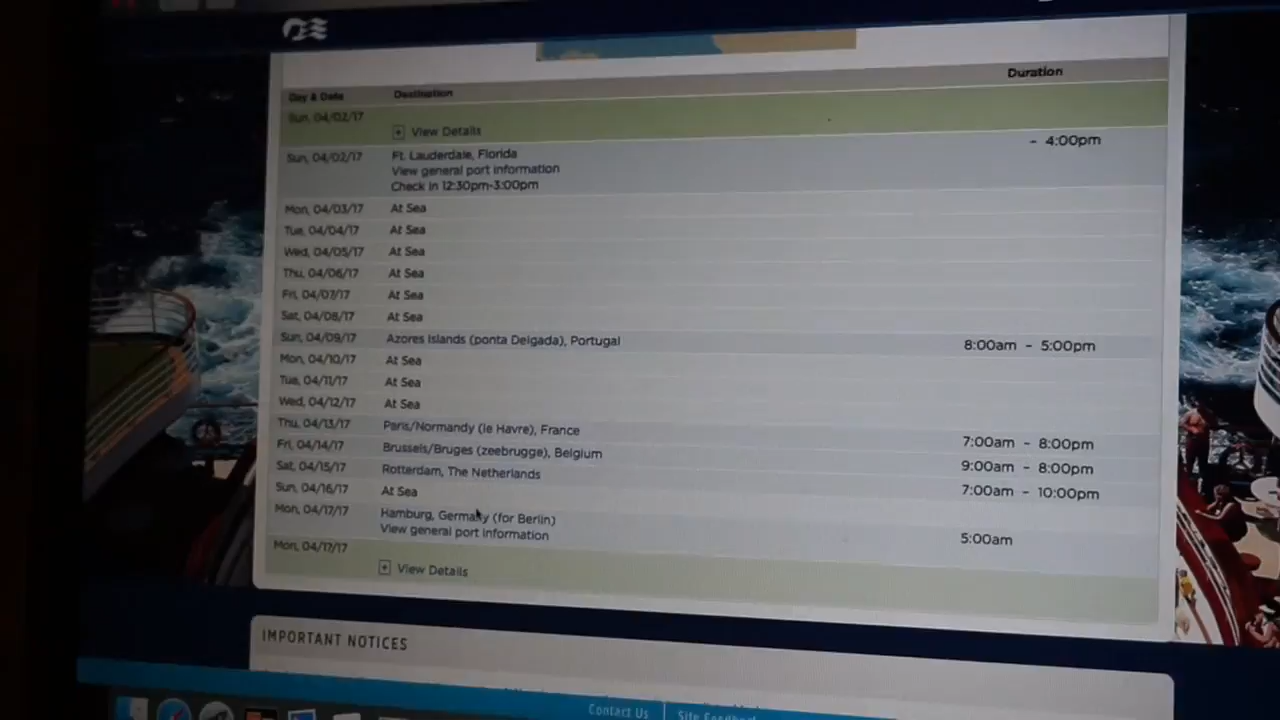 Duration
Day & Date Destination
Sun, 04/02/17
+ View Details
Sun, 04/02/17 Ft. Lauderdale, Florida - 4:00pm
View general port information
Check in 12:30pm-3:00pm
Mon, 04/03/17 At Sea
Tue, 04/04/17 At Sea
Wed, 04/05/17 At Sea
Thu, 04/06/17 At Sea
Fri, 04/07/17 At Sea
Sat, 04/08/17 At Sea
Sun, 04/09/17 Azores Islands (ponta Delgada), Portugal 8:00am - 5:00pm
Mon, 04/10/17 At Sea
Tue, 04/11/17 At Sea
Wed, 04/12/17 At Sea
Thu, 04/13/17 Paris/Normandy (le Havre), France 7:00am - 8:00pm
Fri, 04/14/17 Brussels/Bruges (zeebrugge), Belgium 9:00am - 8:00pm
Sat, 04/15/17 Rotterdam, The Netherlands 7:00am - 10:00pm
Sun, 04/16/17 At Sea
Mon, 04/17/17 Hamburg, Germany (for Berlin) 5:00am
View general port information
Mon, 04/17/17
+ View Details
IMPORTANT NOTICES
Contact Us Site Feedback